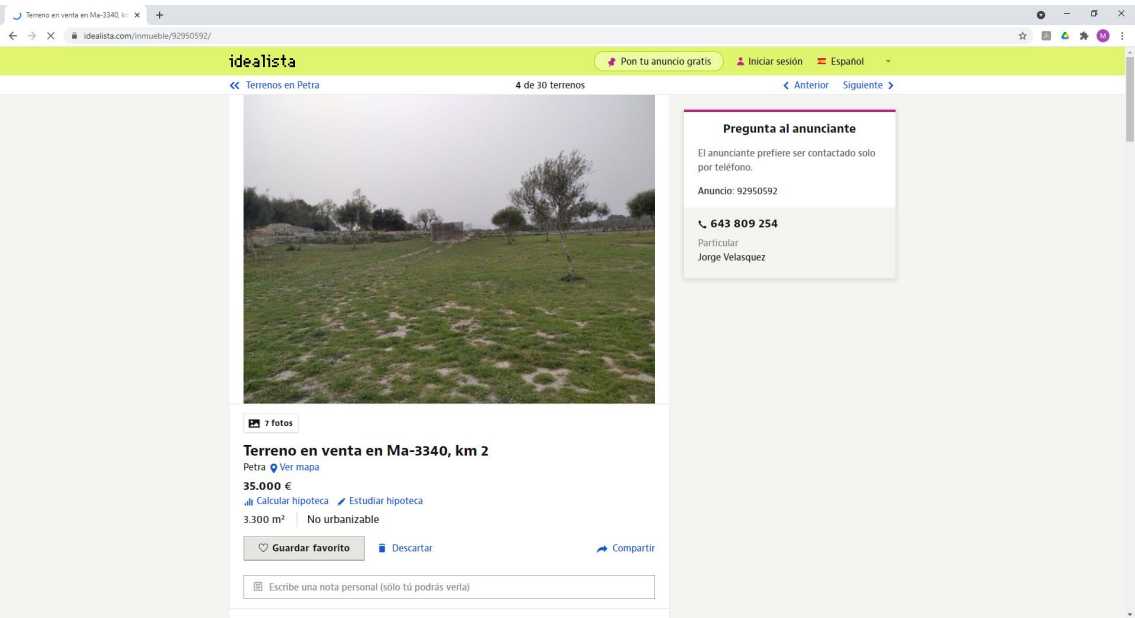 Terreno en venta en Ma-3340, km
idealista.com/inmueble/92950592/
M
idealista
Pon tu anuncio gratis
Iniciar sesión
Español
Terrenos en Petra
4 de 30 terrenos
Anterior
Siguiente
Pregunta al anunciante
El anunciante prefiere ser contactado solo
por teléfono.
Anuncio: 92950592
643 809 254
Particular
Jorge Velasquez
7 fotos
Terreno en venta en Ma-3340, km 2
Petra Ver mapa
35.000 €
Calcular hipoteca Estudiar hipoteca
3.300 m² No urbanizable
Guardar favorito Descartar Compartir
Escribe una nota personal (sólo tú podrás verla)